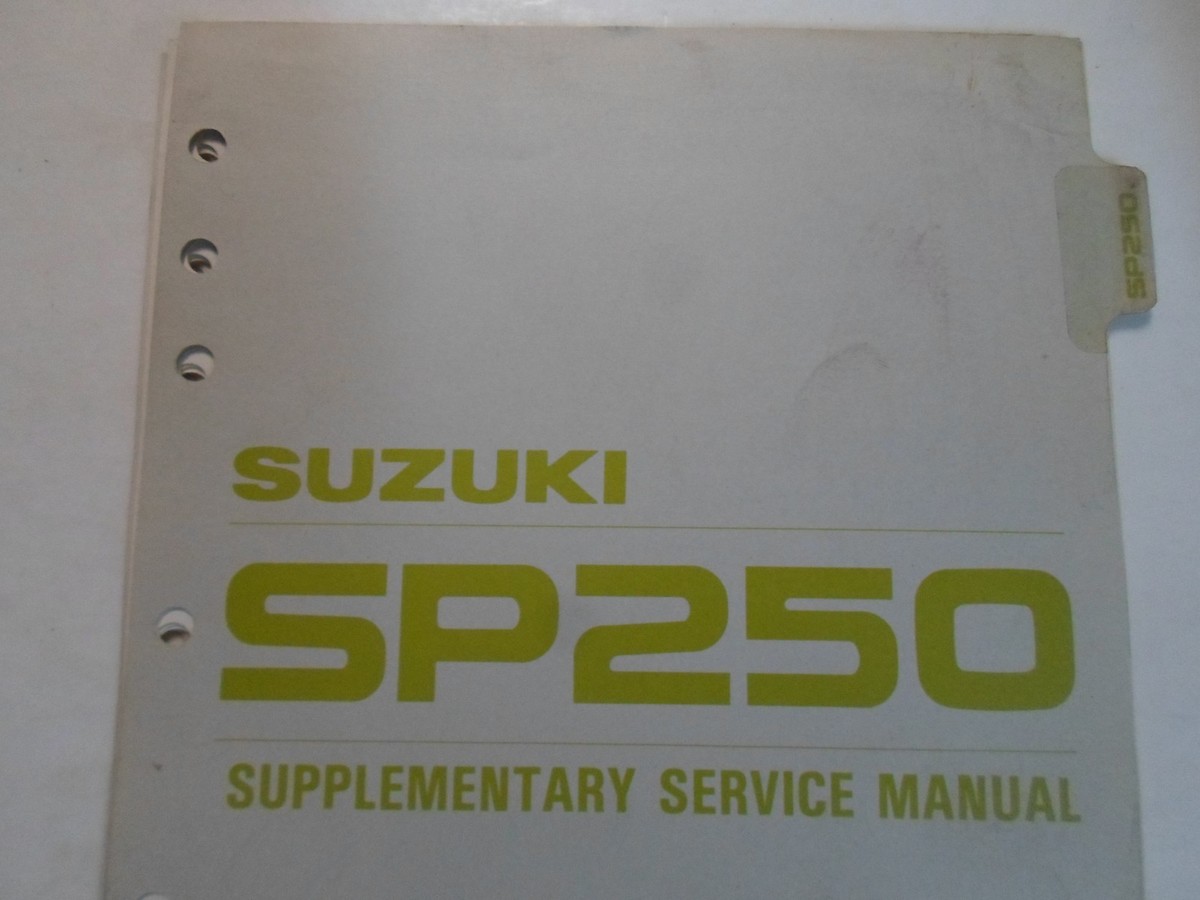 SP250
SUZUKI
SP250
SUPPLEMENTARY SERVICE MANUAL